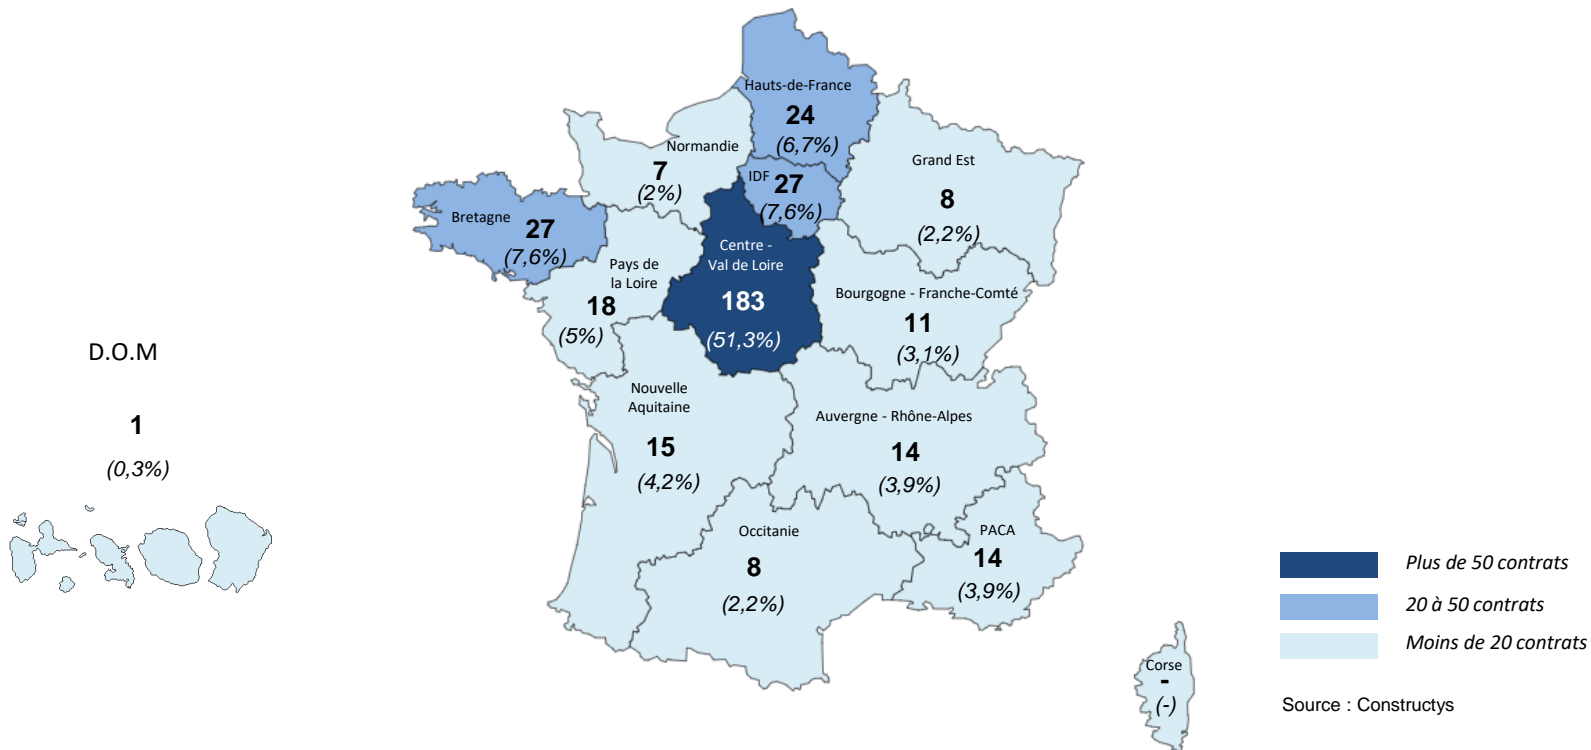 Hauts-de-France
24
(6,7%)
Normandie
7
(2%)
IDF
27
(7,6%)
Grand Est
8
(2,2%)
Bretagne
27
(7,6%)
Centre -
Val de Loire
183
(51,3%)
Pays de
la Loire
18
(5%)
Bourgogne - Franche-Comté
11
(3,1%)
D.O.M
1
(0,3%)
Nouvelle
Aquitaine
15
(4,2%)
Auvergne - Rhône-Alpes
14
(3,9%)
Occitanie
8
(2,2%)
PACA
14
(3,9%)
Corse
-
(-)
Plus de 50 contrats
20 à 50 contrats
Moins de 20 contrats
Source : Constructys